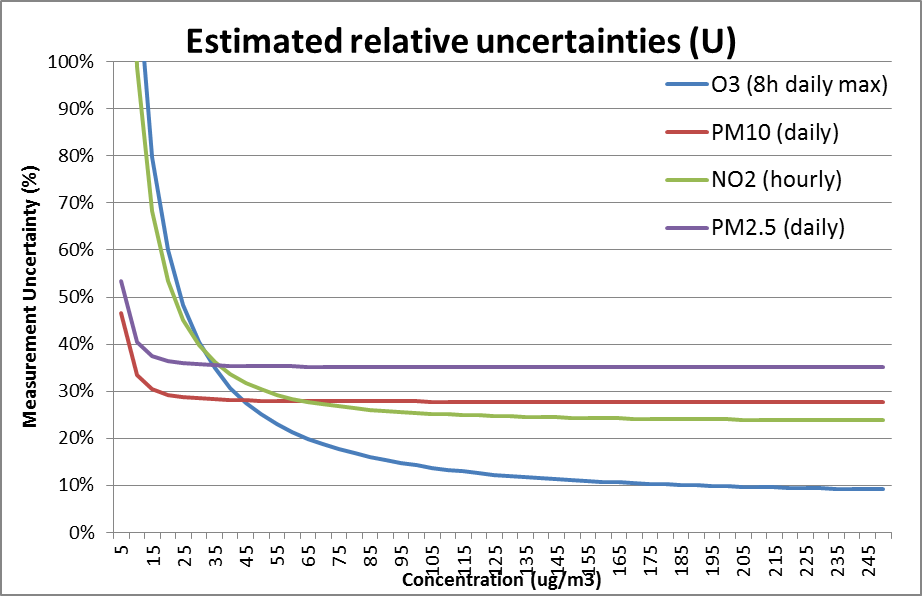 Estimated relative uncertainties (U)
100%
90%
80%
70%
60%
50%
40%
30%
20%
10%
0%
Measurement Uncertainty (%)
O3 (8h daily max)
PM10 (daily)
NO2 (hourly)
PM2.5 (daily)
5 15 25 35 45 55 65 75 85 95 105 115 125 135 145 155 165 175 185 195 205 215 225 235 245
Concentration (ug/m3)